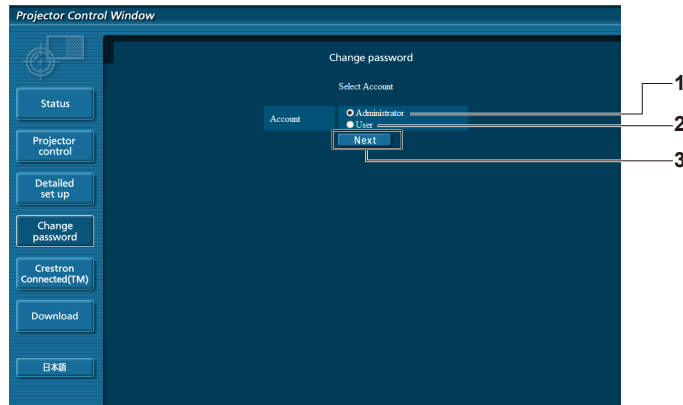 Projector Control Window
Change password
Select Account
Account
Administrator
User
Next
1
2
3
Status
Projector
control
Detailed
set up
Change
password
Crestron
Connected(TM)
Download
日本語